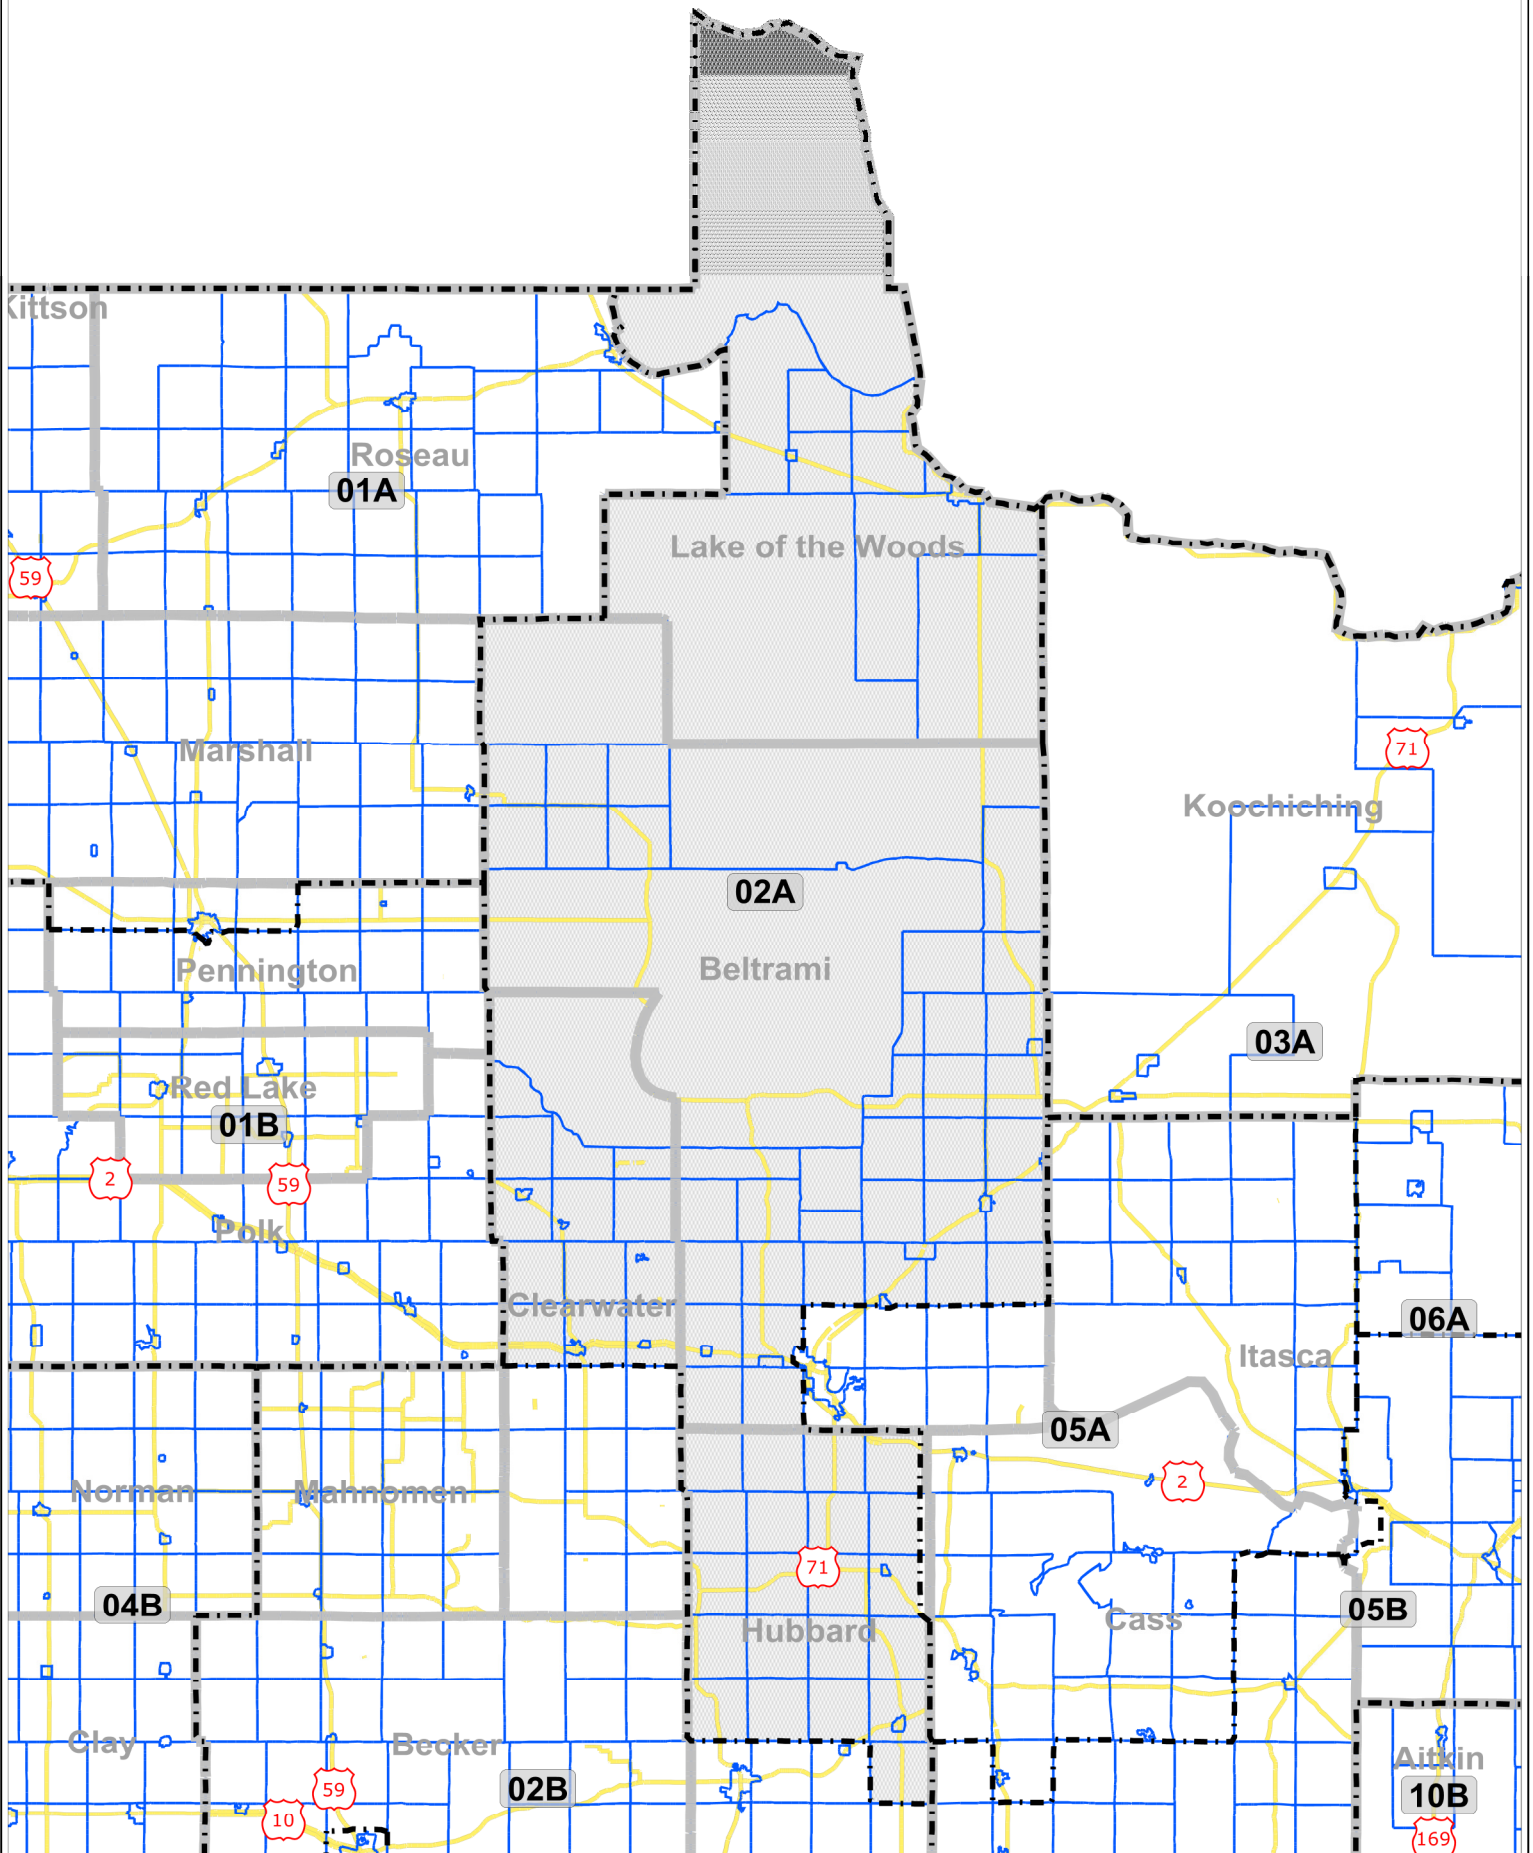 Kittson
Roseau
01A
Lake of the Woods
59
Marshall
71
Koochiching
02A
Beltrami
Pennington
03A
Red Lake
01B
2
59
Polk
Clearwater
06A
Itasca
05A
2
Norman
Mahnomen
71
04B
05B
Hubbard
Cass
Clay
Becker
Aitkin
59
02B
10B
10
169